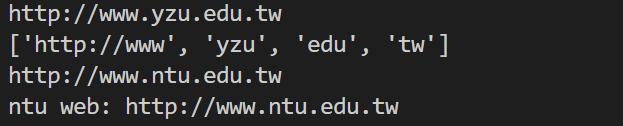 http://www.yzu.edu.tw
['http://www', 'yzu', 'edu', 'tw']
http://www.ntu.edu.tw
ntu web: http://www.ntu.edu.tw